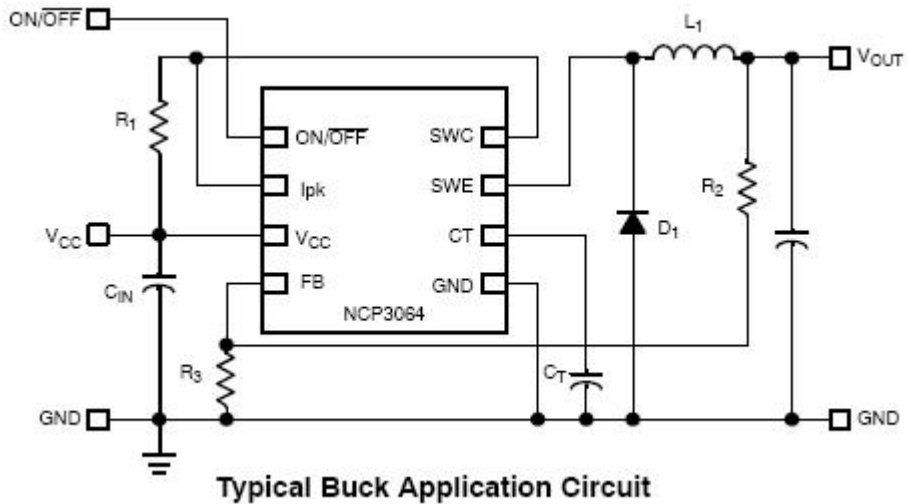 ON/OFF
L1
VOUT
R1
ON/OFF
SWC
Ipk
SWE
R2
VCC
VCC
CT
D1
CIN
FB
GND
NCP3064
R3
CT
GND
GND
Typical Buck Application Circuit